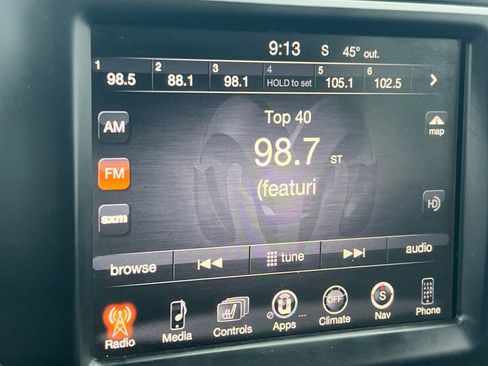 9:13 S 45° out.
1 2 3 4 5 6
98.5 88.1 98.1 HOLD to set 105.1 102.5
AM Top 40 map
98.7 ST
FM (featuri
sxm HD
browse tune audio
OFF S
Radio Media Controls Apps ... Climate Nav Phone